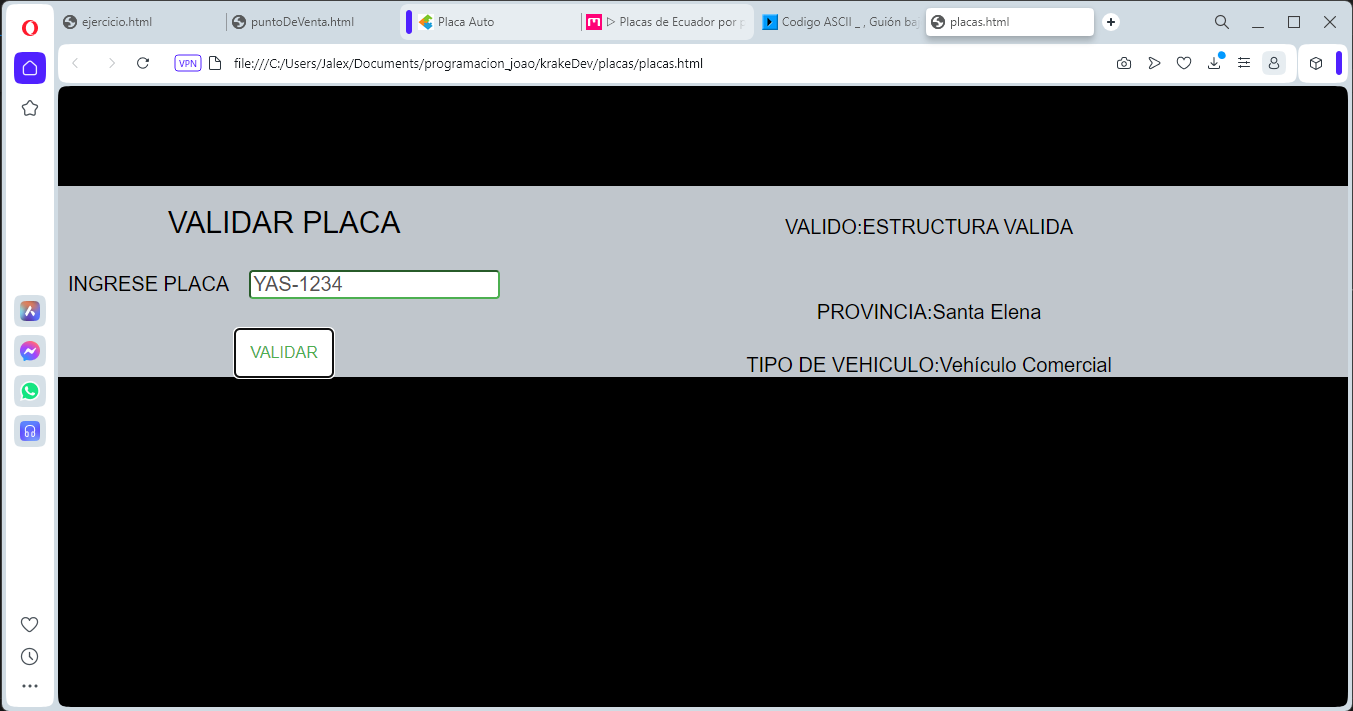 ejercicio.html
puntoDeVenta.html
Placa Auto
▷ Placas de Ecuador por p
Codigo ASCII _ , Guión baj
placas.html
VPN
file:///C:/Users/Jalex/Documents/programacion_joao/krakeDev/placas/placas.html
VALIDAR PLACA
INGRESE PLACA
YAS-1234
VALIDAR
VALIDO:ESTRUCTURA VALIDA
PROVINCIA:Santa Elena
TIPO DE VEHICULO:Vehículo Comercial